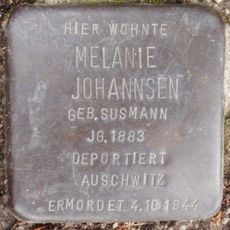 HIER WOHNTE
MELANIE
JOHANNSEN
GEB. SUSMANN
JG. 1883
DEPORTIERT
AUSCHWITZ
ERMORDET 4.10.1944